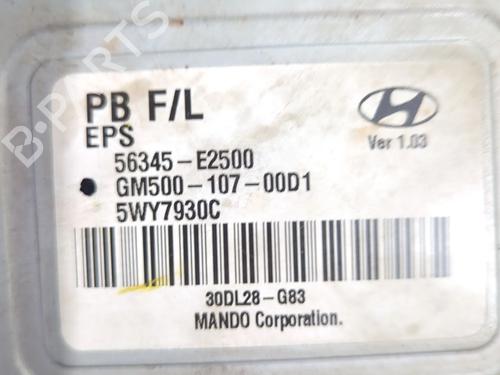 PB F/L
EPS
56345-E2500
GM500-107-00D1
5WY7930C
Ver 1.03
30DL28-G83
MANDO Corporation.
B-PARTS